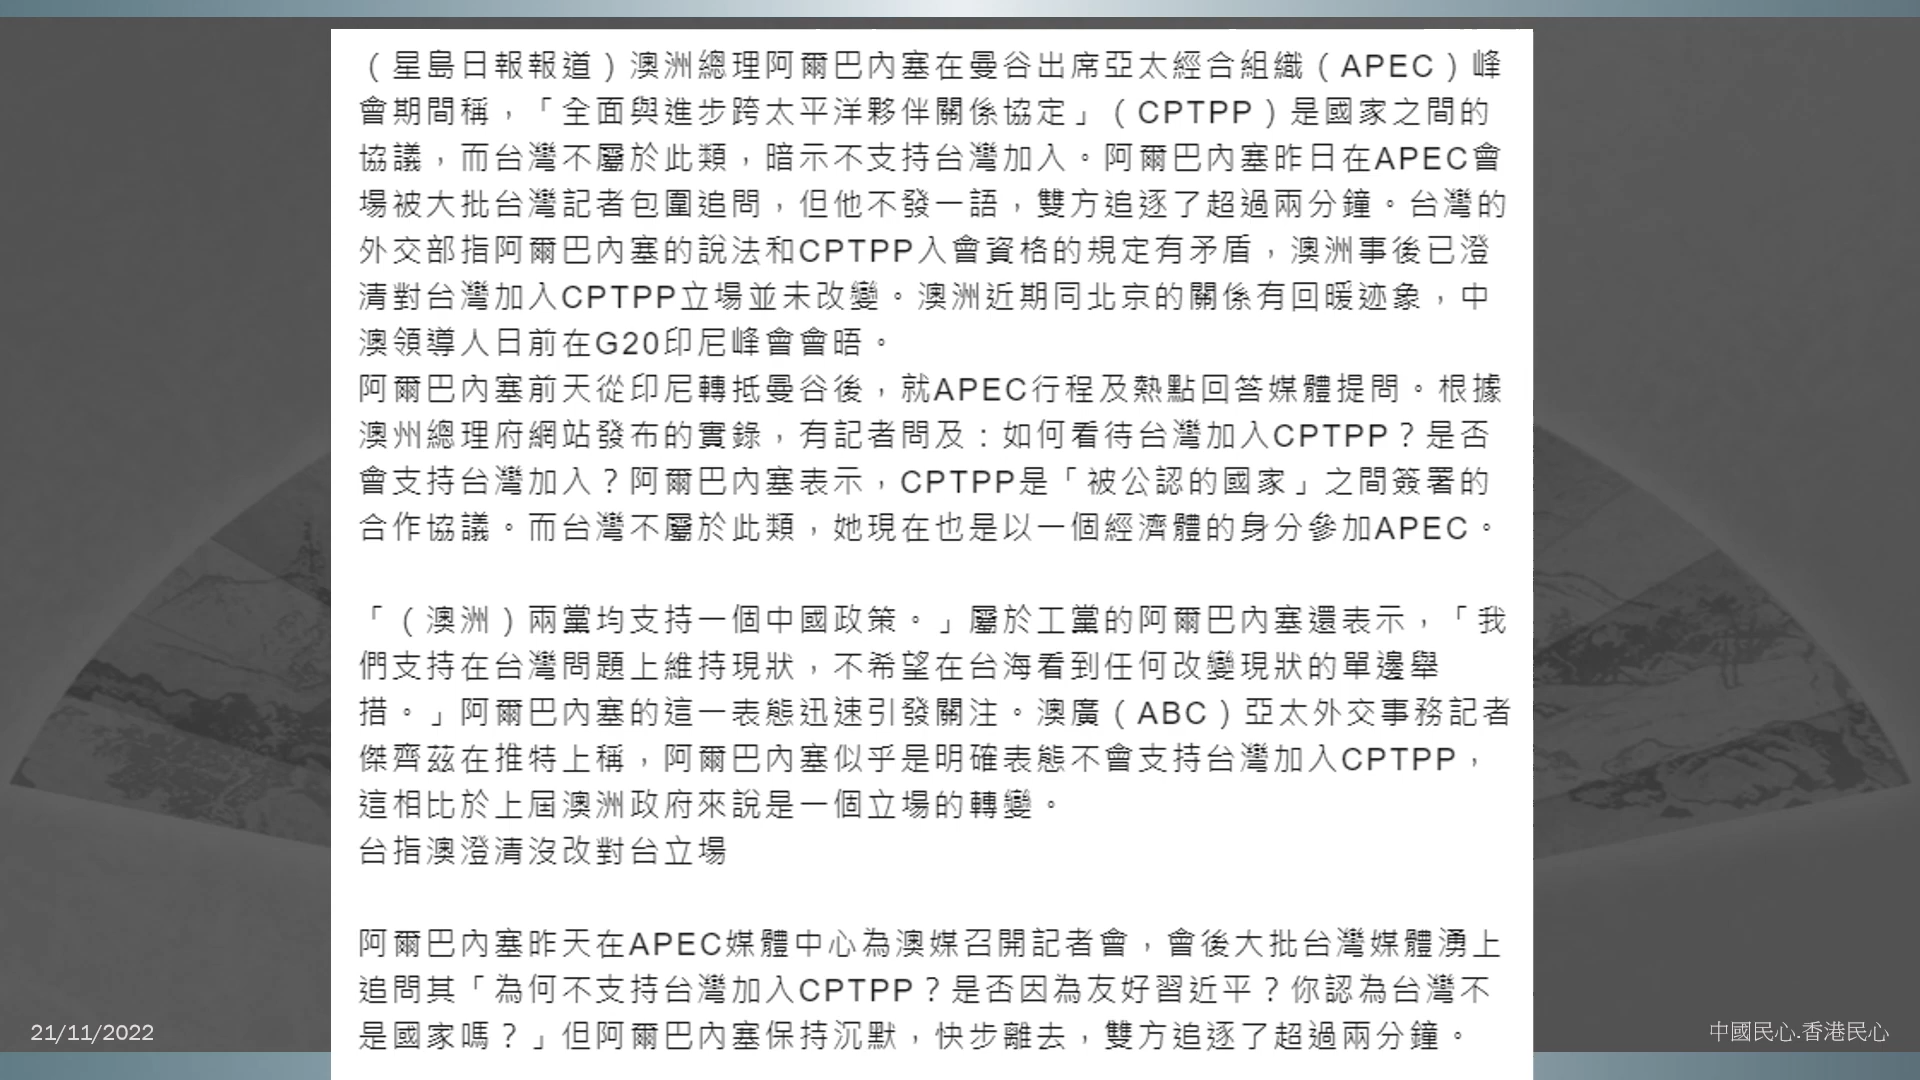 （星島日報報道）澳洲總理阿爾巴內塞在曼谷出席亞太經合組織（APEC）峰
會期間稱，「全面與進步跨太平洋夥伴關係協定」（CPTPP）是國家之間的
協議，而台灣不屬於此類，暗示不支持台灣加入。阿爾巴內塞昨日在APEC會
場被大批台灣記者包圍追問，但他不發一語，雙方追逐了超過兩分鐘。台灣的
外交部指阿爾巴內塞的說法和CPTPP入會資格的規定有矛盾，澳洲事後已澄
清對台灣加入CPTPP立場並未改變。澳洲近期同北京的關係有回暖迹象，中
澳領導人日前在G20印尼峰會會晤。
阿爾巴內塞前天從印尼轉抵曼谷後，就APEC行程及熱點回答媒體提問。根據
澳州總理府網站發布的實錄，有記者問及：如何看待台灣加入CPTPP？是否
會支持台灣加入？阿爾巴內塞表示，CPTPP是「被公認的國家」之間簽署的
合作協議。而台灣不屬於此類，她現在也是以一個經濟體的身分參加APEC。
「（澳洲）兩黨均支持一個中國政策。」屬於工黨的阿爾巴內塞還表示，「我
們支持在台灣問題上維持現狀，不希望在台海看到任何改變現狀的單邊舉
措。」阿爾巴內塞的這一表態迅速引發關注。澳廣（ABC）亞太外交事務記者
傑齊茲在推特上稱，阿爾巴內塞似乎是明確表態不會支持台灣加入CPTPP，
這相比於上屆澳洲政府來說是一個立場的轉變。
台指澳澄清沒改對台立場
阿爾巴內塞昨天在APEC媒體中心為澳媒召開記者會，會後大批台灣媒體湧上
追問其「為何不支持台灣加入CPTPP？是否因為友好習近平？你認為台灣不
是國家嗎？」但阿爾巴內塞保持沉默，快步離去，雙方追逐了超過兩分鐘。
21/11/2022
中國民心.香港民心